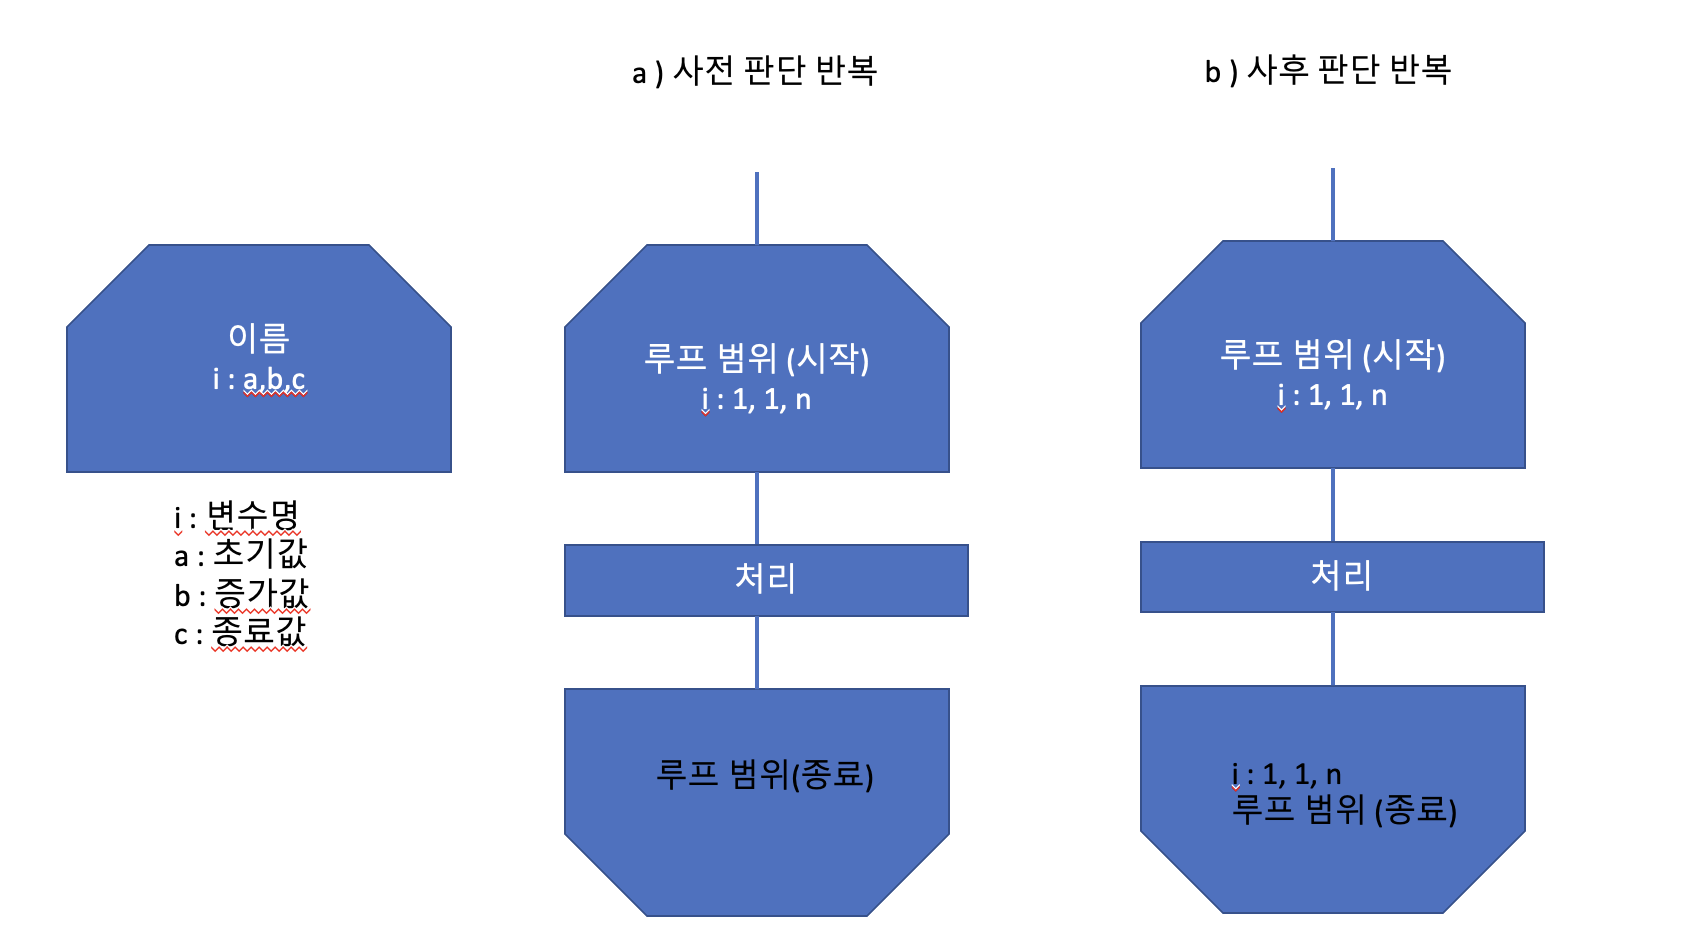 a ) 사전 판단 반복
b ) 사후 판단 반복
이름
i : a,b,c
i : 변수명
a : 초기값
b : 증가값
c : 종료값
루프 범위 (시작)
i : 1, 1, n
처리
루프 범위(종료)
루프 범위 (시작)
i : 1, 1, n
처리
i : 1, 1, n
루프 범위 (종료)